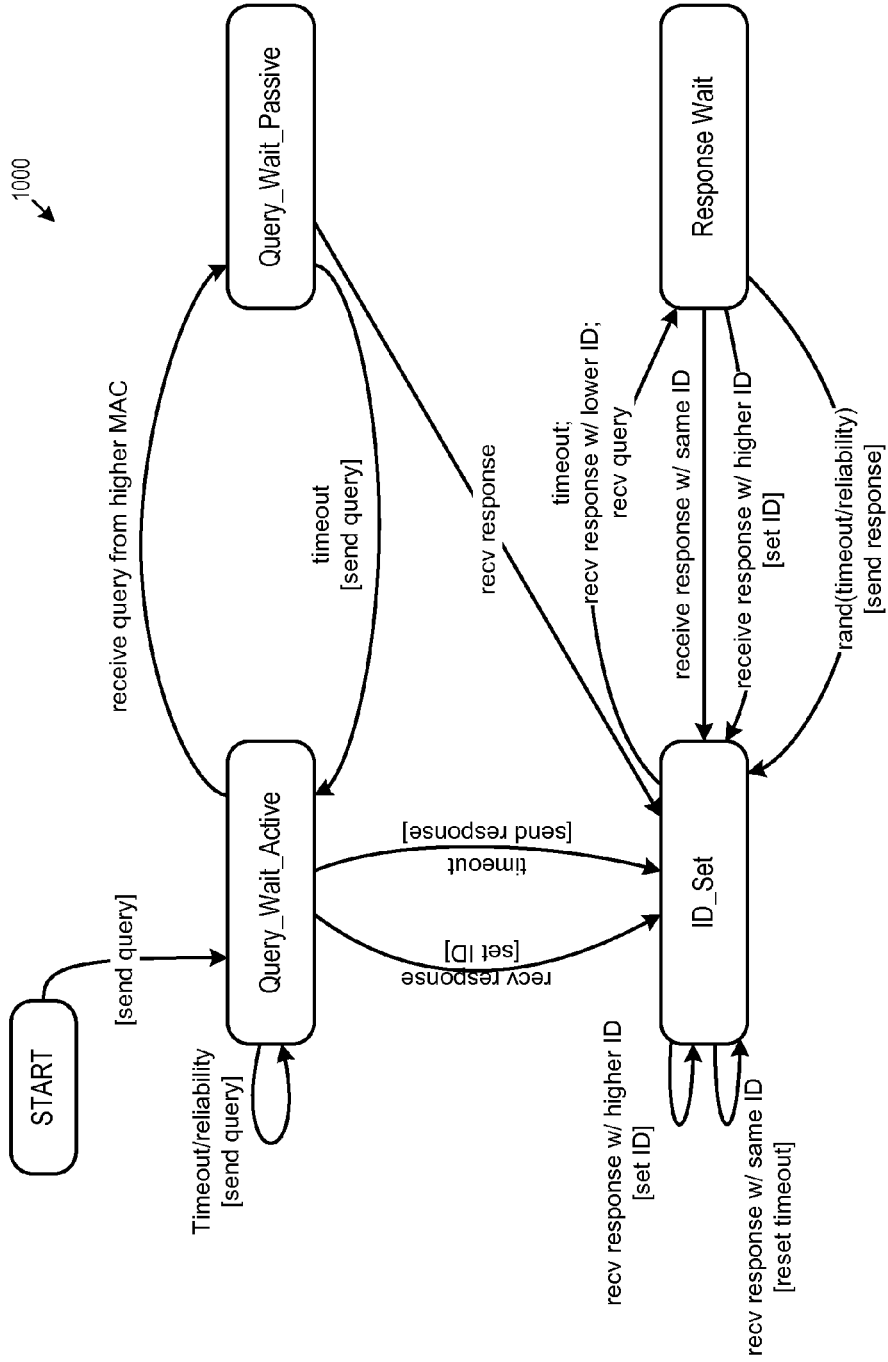 1000
START
[send query]
Timeout/reliability
[send query]
Query_Wait_Active
receive query from higher MAC
timeout
[send query]
Query_Wait_Passive
recv response
[set ID]
timeout
[send response]
recv response
recv response w/ higher ID
[set ID]
recv response w/ same ID
[reset timeout]
ID_Set
timeout;
recv response w/ lower ID;
recv query
receive response w/ same ID
receive response w/ higher ID
[set ID]
rand(timeout/reliability)
[send response]
Response Wait